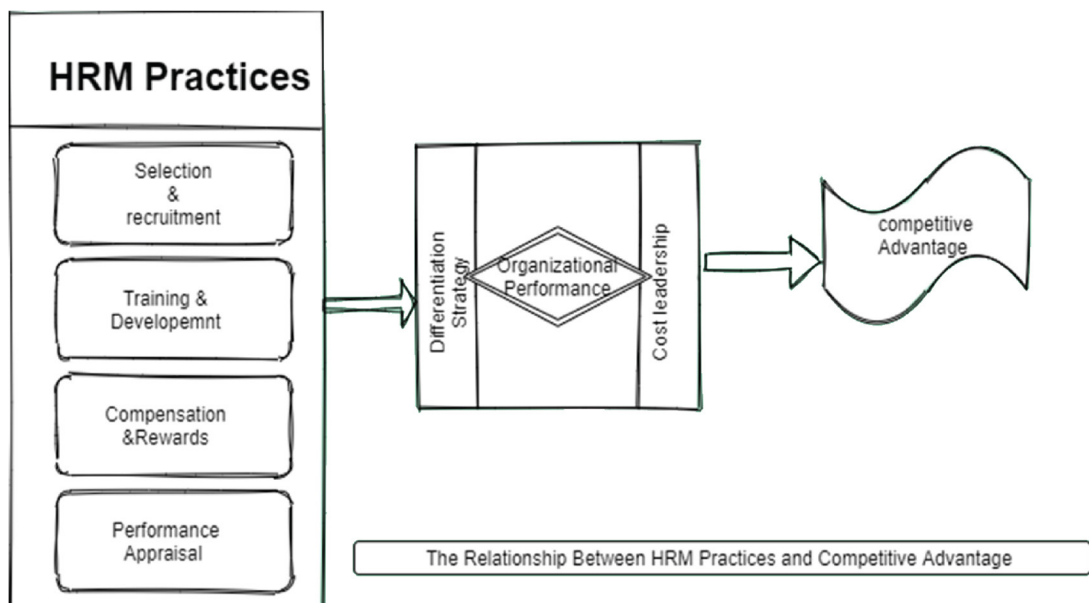 HRM Practices
Selection
&
recruitment
Training &
Developemnt
Compensation
&Rewards
Performance
Appraisal
Differentiation
Strategy
Organizational
Performance
Cost leadership
competitive
Advantage
The Relationship Between HRM Practices and Competitive Advantage